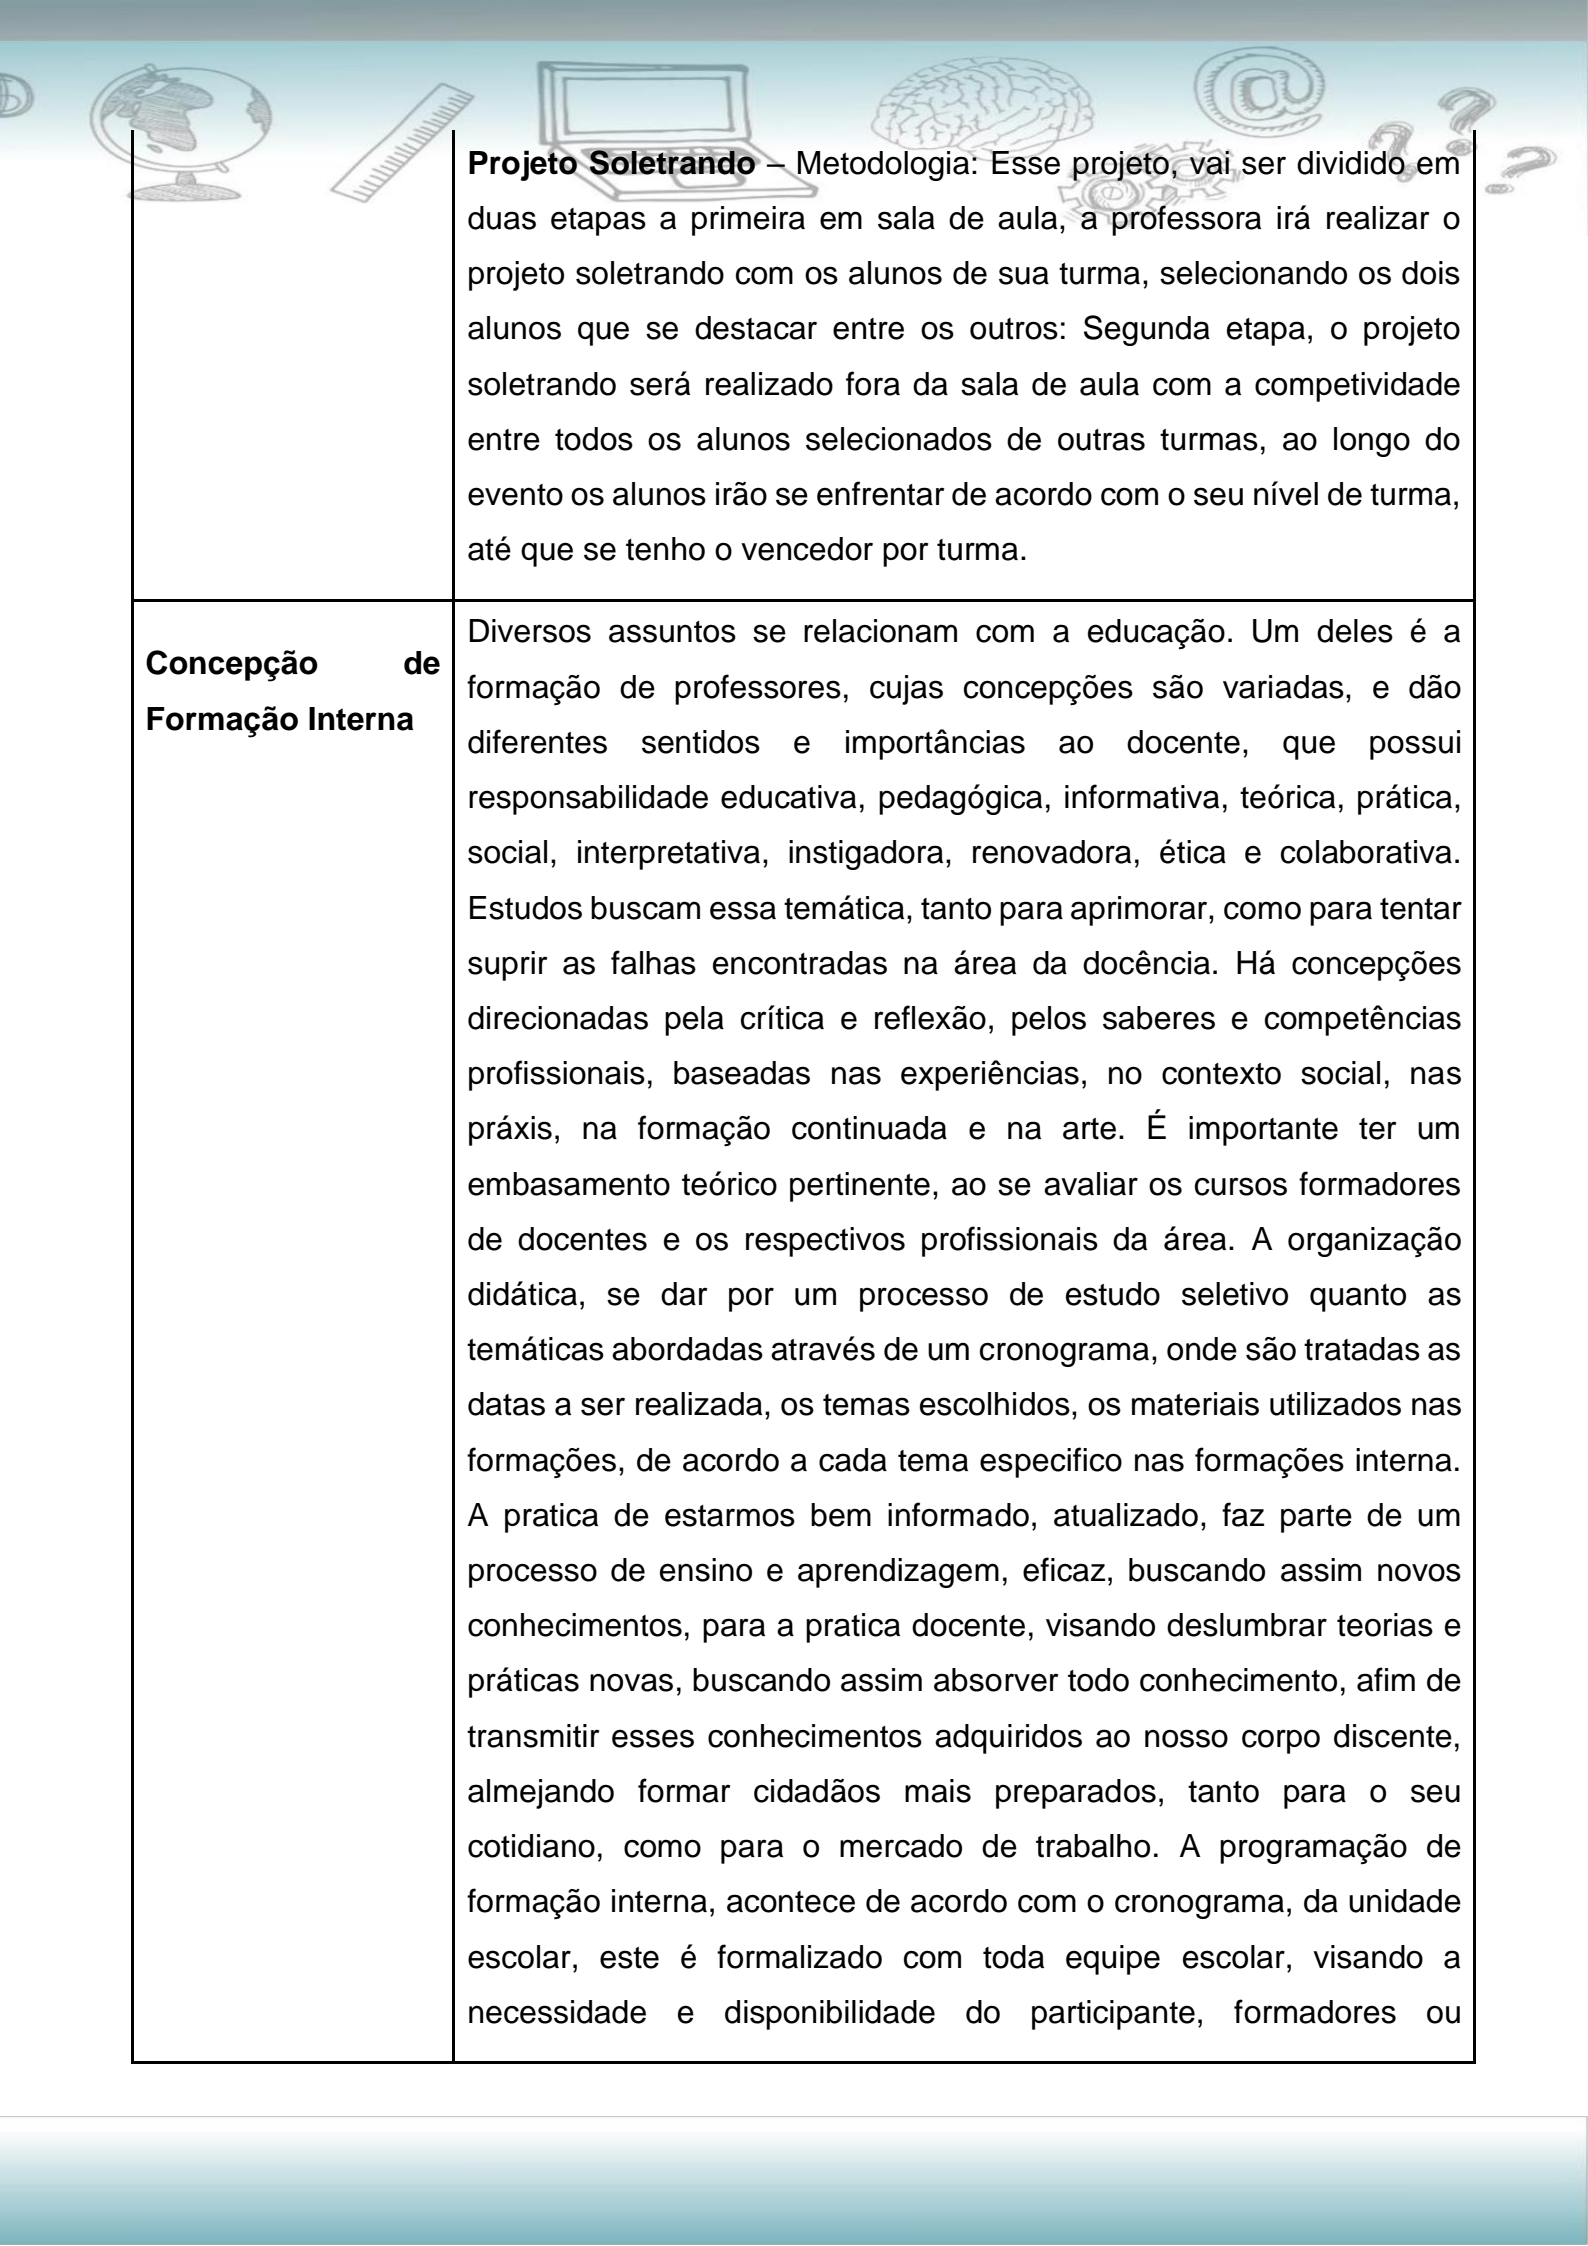 Projeto Soletrando – Metodologia: Esse projeto, vai ser dividido em
duas etapas a primeira em sala de aula, a professora irá realizar o
projeto soletrando com os alunos de sua turma, selecionando os dois
alunos que se destacar entre os outros: Segunda etapa, o projeto
soletrando será realizado fora da sala de aula com a competividade
entre todos os alunos selecionados de outras turmas, ao longo do
evento os alunos irão se enfrentar de acordo com o seu nível de turma,
até que se tenho o vencedor por turma.
Concepção de
Formação Interna
Diversos assuntos se relacionam com a educação. Um deles é a
formação de professores, cujas concepções são variadas, e dão
diferentes sentidos e importâncias ao docente, que possui
responsabilidade educativa, pedagógica, informativa, teórica, prática,
social, interpretativa, instigadora, renovadora, ética e colaborativa.
Estudos buscam essa temática, tanto para aprimorar, como para tentar
suprir as falhas encontradas na área da docência. Há concepções
direcionadas pela crítica e reflexão, pelos saberes e competências
profissionais, baseadas nas experiências, no contexto social, nas
práxis, na formação continuada e na arte. É importante ter um
embasamento teórico pertinente, ao se avaliar os cursos formadores
de docentes e os respectivos profissionais da área. A organização
didática, se dar por um processo de estudo seletivo quanto as
temáticas abordadas através de um cronograma, onde são tratadas as
datas a ser realizada, os temas escolhidos, os materiais utilizados nas
formações, de acordo a cada tema especifico nas formações interna.
A pratica de estarmos bem informado, atualizado, faz parte de um
processo de ensino e aprendizagem, eficaz, buscando assim novos
conhecimentos, para a pratica docente, visando deslumbrar teorias e
práticas novas, buscando assim absorver todo conhecimento, afim de
transmitir esses conhecimentos adquiridos ao nosso corpo discente,
almejando formar cidadãos mais preparados, tanto para o seu
cotidiano, como para o mercado de trabalho. A programação de
formação interna, acontece de acordo com o cronograma, da unidade
escolar, este é formalizado com toda equipe escolar, visando a
necessidade e disponibilidade do participante, formadores ou